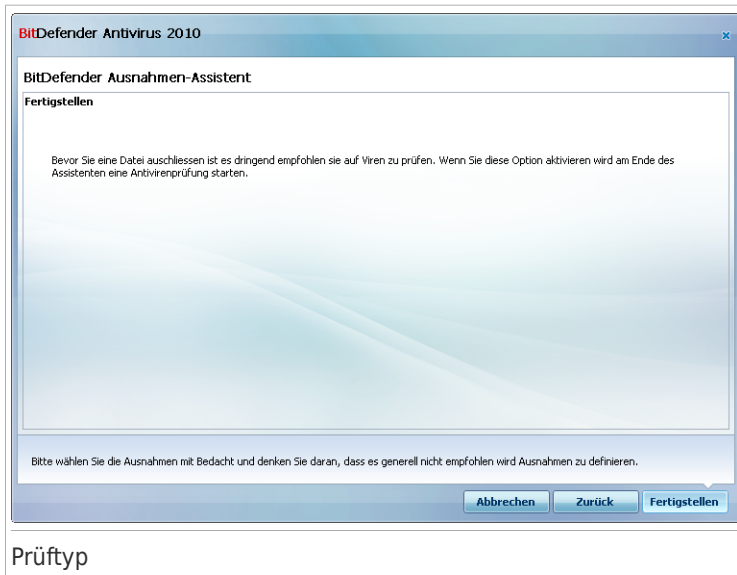 BitDefender Antivirus 2010
x
BitDefender Ausnahmen-Assistent
Fertigstellen
Bevor Sie eine Datei auschliessen ist es dringend empfohlen sie auf Viren zu prüfen. Wenn Sie diese Option aktivieren wird am Ende des
Assistenten eine Antivirenprüfung starten.
Bitte wählen Sie die Ausnahmen mit Bedacht und denken Sie daran, dass es generell nicht empfohlen wird Ausnahmen zu definieren.
Abbrechen Zurück Fertigstellen
Prüftyp